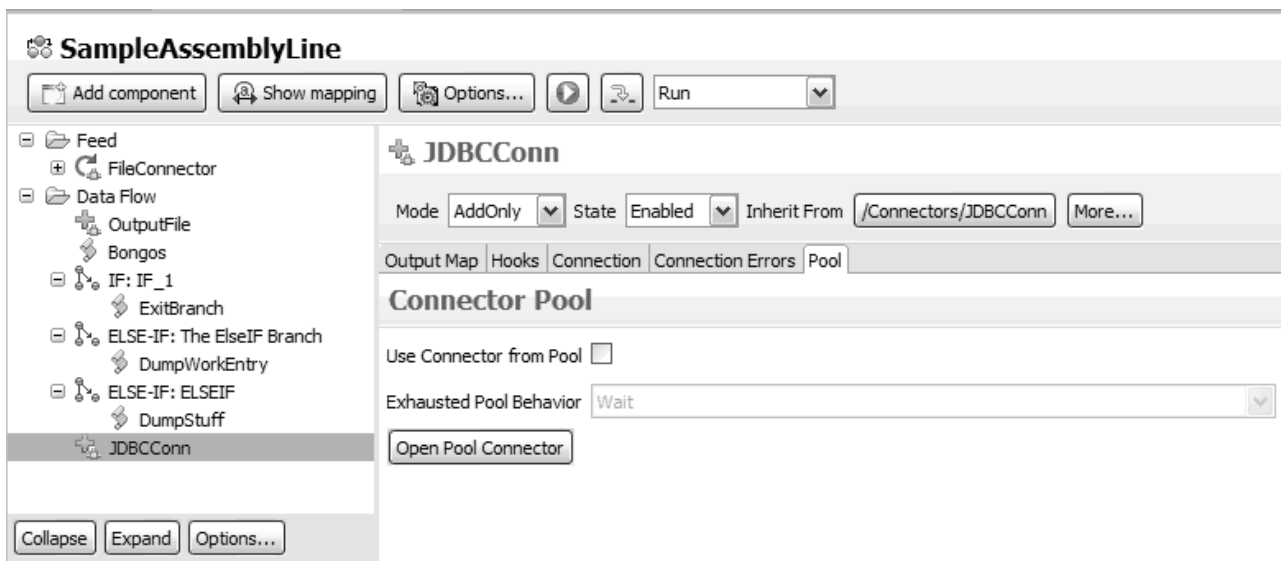 SampleAssemblyLine
Add component Show mapping Options... Run
Feed
FileConnector
Data Flow
OutputFile
Bongos
IF: IF_1
ExitBranch
ELSE-IF: The ElseIF Branch
DumpWorkEntry
ELSE-IF: ELSEIF
DumpStuff
JDBCConn
Collapse Expand Options...
JDBCConn
Mode AddOnly State Enabled Inherit From /Connectors/JDBCConn More...
Output Map Hooks Connection Connection Errors Pool
Connector Pool
Use Connector from Pool
Exhausted Pool Behavior Wait
Open Pool Connector